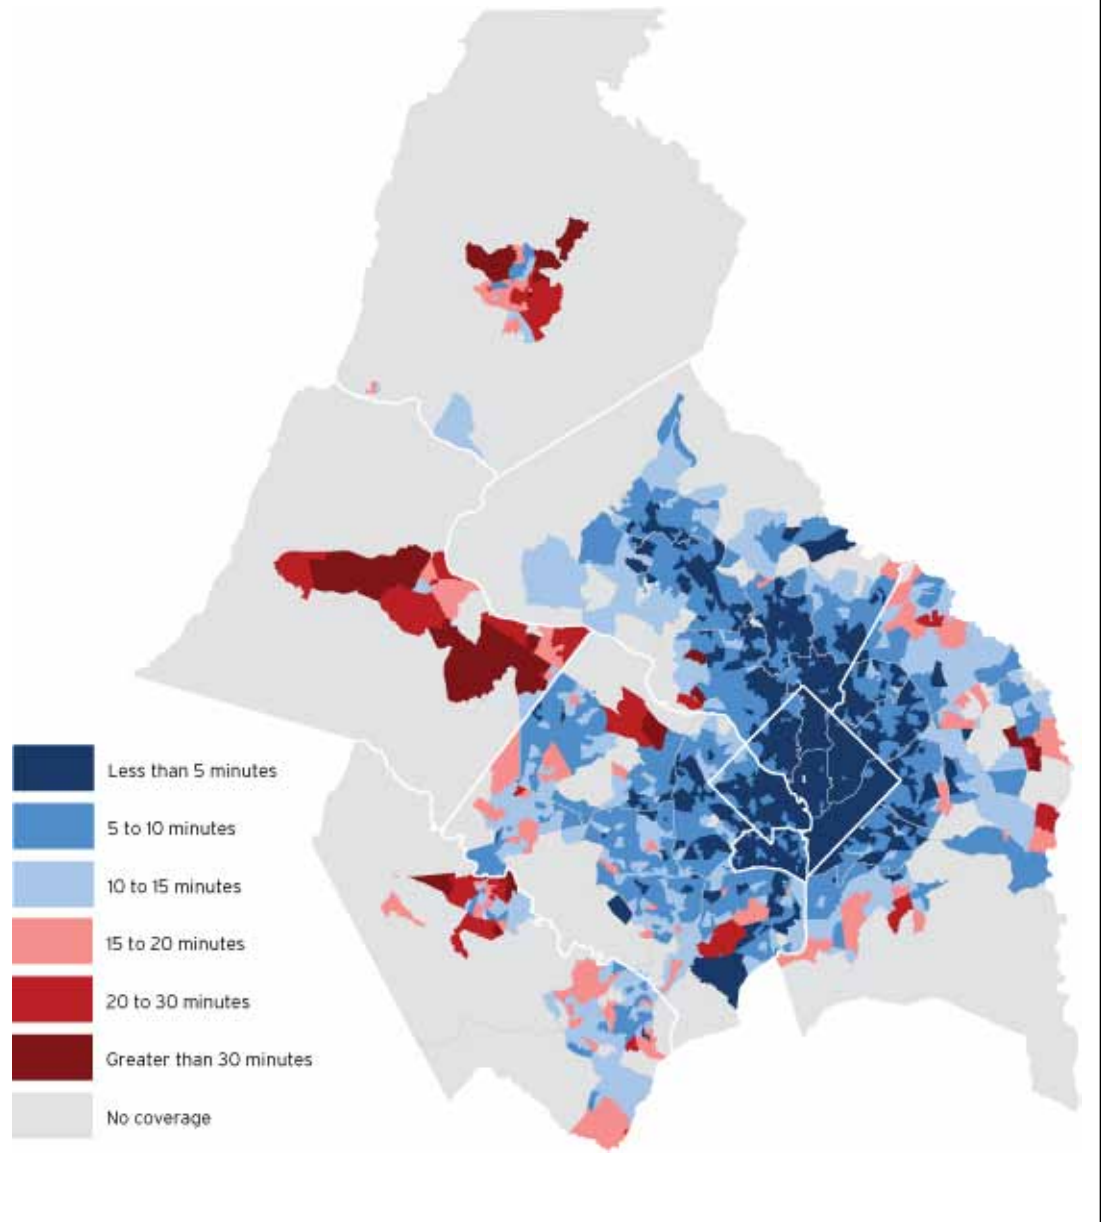 Less than 5 minutes
5 to 10 minutes
10 to 15 minutes
15 to 20 minutes
20 to 30 minutes
Greater than 30 minutes
No coverage